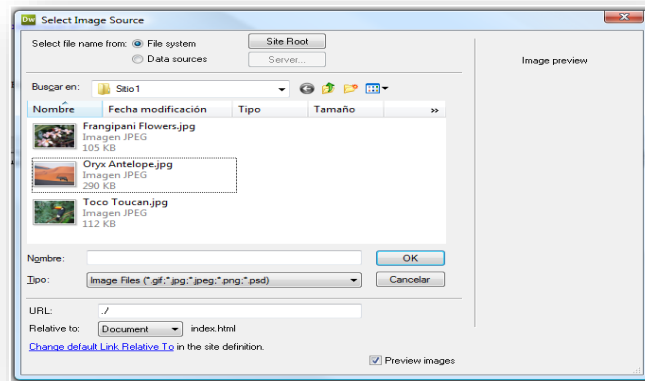 Dw Select Image Source
Select file name from: File system Site Root
Data sources Server...
Image preview
Buscar en: Sitio1
Nombre Fecha modificación Tipo Tamaño »
Frangipani Flowers.jpg
Imagen JPEG
105 KB
Oryx Antelope.jpg
Imagen JPEG
290 KB
Toco Toucan.jpg
Imagen JPEG
112 KB
Nombre: OK
Tipo: Image Files (*.gif;*.jpg;*.jpeg;*.png;*.psd) Cancelar
URL: ./
Relative to: Document index.html
Change default Link Relative To in the site definition.
Preview images